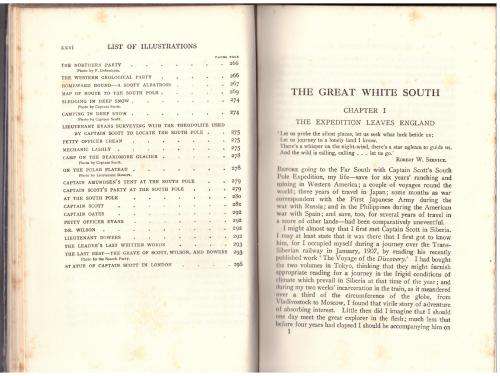 xxvi LIST OF ILLUSTRATIONS
FACING PAGE
THE NORTHERN PARTY 266
Photo by F. Debenham.
THE WESTERN GEOLOGICAL PARTY 266
HOMEWARD BOUND—A SOOTY ALBATROSS 267
MAP OF ROUTE TO THE SOUTH POLE 269
SLEDGING IN DEEP SNOW 274
Photo by Captain Scott.
CAMPING IN DEEP SNOW 274
Photo by Captain Scott.
LIEUTENANT EVANS SURVEYING WITH THE THEODOLITE USED
BY CAPTAIN SCOTT TO LOCATE THE SOUTH POLE 275
PETTY OFFICER CREAN 275
MECHANIC LASHLY 275
CAMP ON THE BEARDMORE GLACIER 278
Photo by Captain Scott.
ON THE POLAR PLATEAU 278
Photo by Lieutenant Bowers.
CAPTAIN AMUNDSEN'S TENT AT THE SOUTH POLE 279
CAPTAIN SCOTT'S PARTY AT THE SOUTH POLE 279
AT THE SOUTH POLE 280
CAPTAIN SCOTT 281
CAPTAIN OATES 292
PETTY OFFICER EVANS 292
DR. WILSON 292
LIEUTENANT BOWERS 292
THE LEADER'S LAST WRITTEN WORDS 293
THE LAST REST—THE GRAVE OF SCOTT, WILSON, AND BOWERS 293
Photo by the Search Party.
STATUE OF CAPTAIN SCOTT IN LONDON 296
THE GREAT WHITE SOUTH
CHAPTER I
THE EXPEDITION LEAVES ENGLAND
'Let us probe the silent places, let us seek what luck betide us;
Let us journey to a lonely land I know.
There's a whisper on the night-wind, there's a star agleam to guide us,
And the wild is calling, calling . . . let us go.'
ROBERT W. SERVICE.
BEFORE going to the Far South with Captain Scott's South
Pole Expedition, my life—save for six years' ranching and
mining in Western America; a couple of voyages round the
world; three years of travel in Japan; some months as war
correspondent with the First Japanese Army during the
war with Russia; and in the Philippines during the American
war with Spain; and save, too, for several years of travel in
a score of other lands—had been comparatively uneventful.
I might almost say that I first met Captain Scott in Siberia.
I may at least state that it was there that I first got to know
him, for I occupied myself during a journey over the Trans-
Siberian railway in January, 1907, by reading his recently
published work 'The Voyage of the Discovery.' I had bought
the two volumes in Tokyo, thinking that they might furnish
appropriate reading for a journey in the frigid conditions of
climate which prevail in Siberia at that time of the year; and
during my two weeks' incarceration in the train, as it meandered
over a third of the circumference of the globe, from
Vladivostock to Moscow, I found that virile story of adventure
of absorbing interest. Little then did I imagine that I should
one day meet the great explorer in the flesh; much less that
before four years had elapsed I should be accompanying him on
1